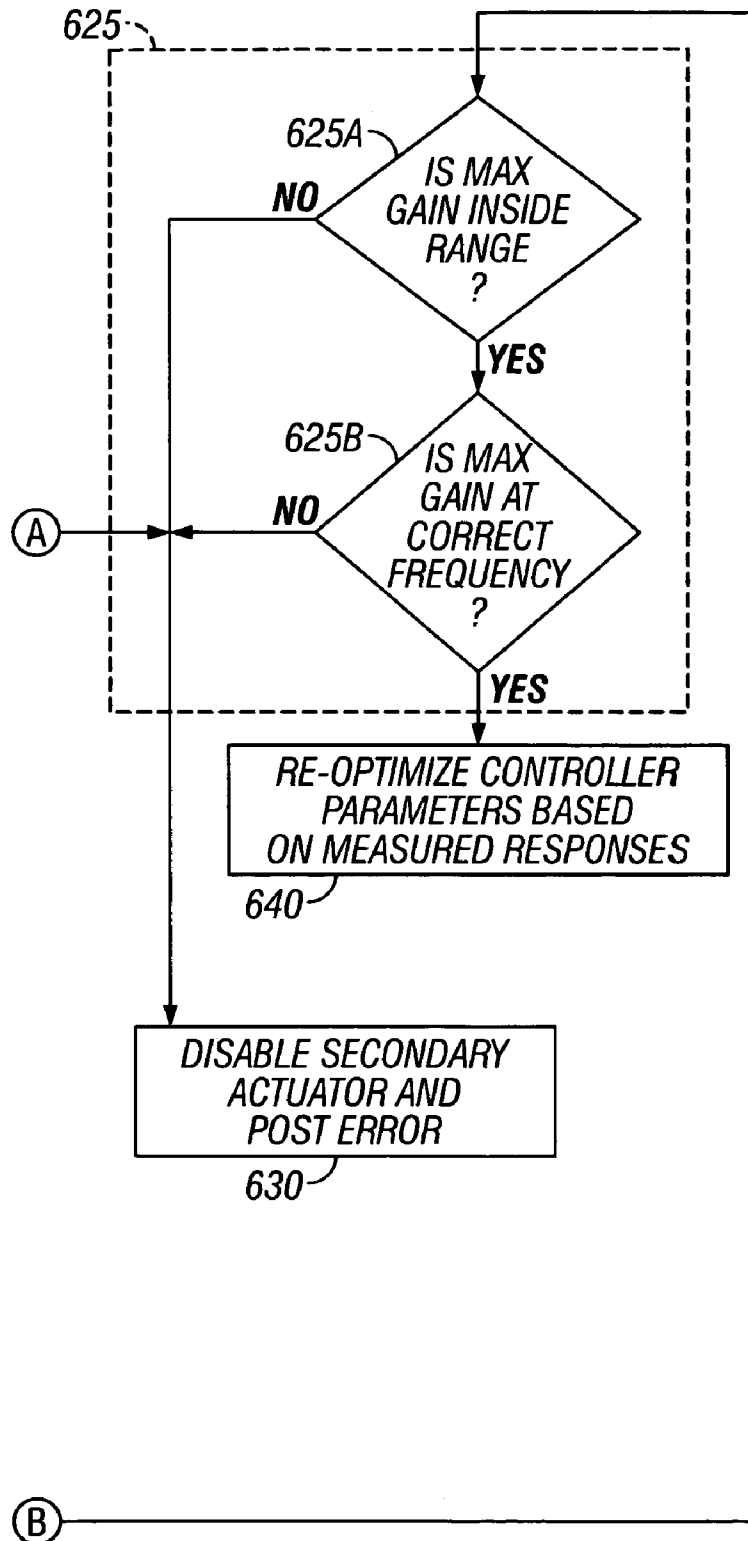 625
625A
IS MAX
GAIN INSIDE
RANGE
?
NO
YES
625B
IS MAX
GAIN AT
CORRECT
FREQUENCY
?
NO
A
YES
RE-OPTIMIZE CONTROLLER
PARAMETERS BASED
ON MEASURED RESPONSES
640
DISABLE SECONDARY
ACTUATOR AND
POST ERROR
630
B